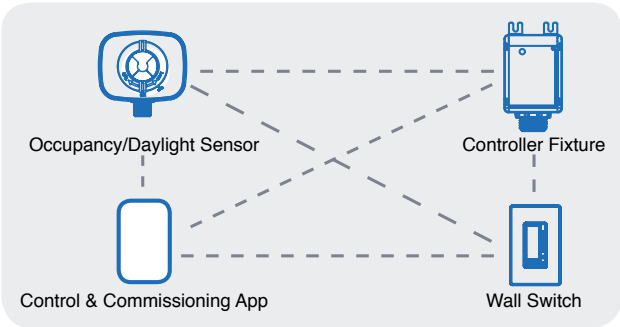 Occupancy/Daylight Sensor
Controller Fixture
Control & Commissioning App
Wall Switch